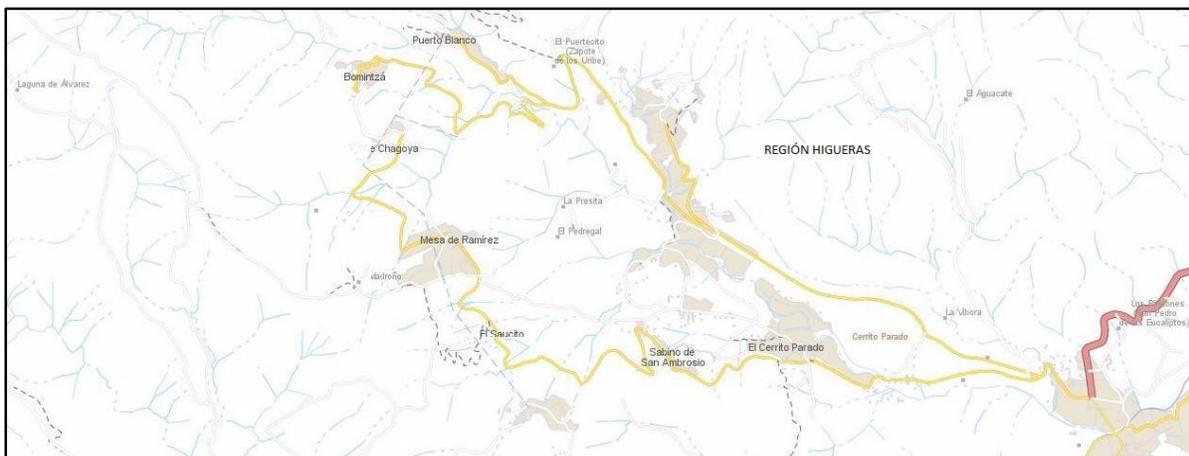 Puerto Blanco
El Puertecito
(Zapote
de los Uribe)
Bomintzá
Laguna de Álvarez
El Aguacate
e Chagoya
REGIÓN HIGUERAS
La Presita
El Pedregal
Mesa de Ramírez
Madroño
La Víbora
El Saucito
Cerrito Parado
El Cerrito Parado
Sabino de
San Ambrosio
de los Eucaliptos)